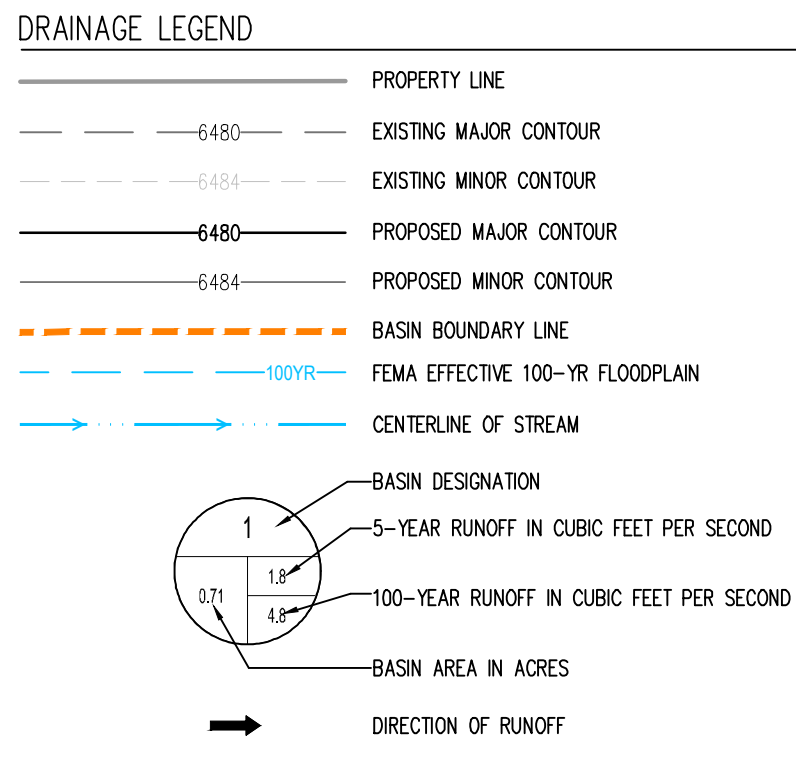 DRAINAGE LEGEND
PROPERTY LINE
6480 EXISTING MAJOR CONTOUR
6484 EXISTING MINOR CONTOUR
6480 PROPOSED MAJOR CONTOUR
6484 PROPOSED MINOR CONTOUR
BASIN BOUNDARY LINE
100YR FEMA EFFECTIVE 100-YR FLOODPLAIN
CENTERLINE OF STREAM
BASIN DESIGNATION
1 5-YEAR RUNOFF IN CUBIC FEET PER SECOND
1.8
0.71 100-YEAR RUNOFF IN CUBIC FEET PER SECOND
4.8
BASIN AREA IN ACRES
DIRECTION OF RUNOFF